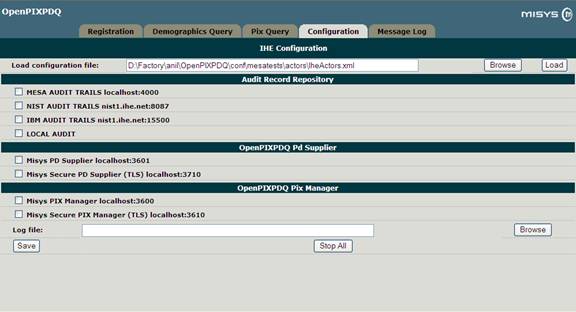 OpenPIXPDQ
MISYS
Registration Demographics Query Pix Query Configuration Message Log
IHE Configuration
Load configuration file: D:\Factory\anil\OpenPIXPDQ\conf\mesatests\actors\IheActors.xml Browse Load
Audit Record Repository
MESA AUDIT TRAILS localhost:4000
NIST AUDIT TRAILS nist1.ihe.net:8087
IBM AUDIT TRAILS nist1.ihe.net:15500
LOCAL AUDIT
OpenPIXPDQ Pd Supplier
Misys PD Supplier localhost:3601
Misys Secure PD Supplier (TLS) localhost:3710
OpenPIXPDQ Pix Manager
Misys PIX Manager localhost:3600
Misys Secure PIX Manager (TLS) localhost:3610
Log file: Browse
Save Stop All